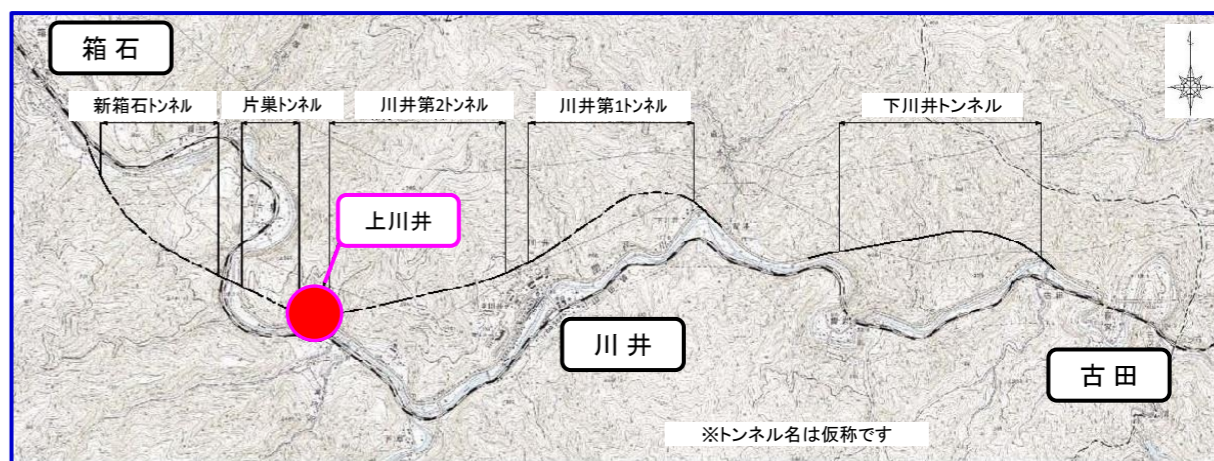 箱石
新箱石トンネル
片巣トンネル
川井第2トンネル
川井第1トンネル
下川井トンネル
上川井
川井
古田
※トンネル名は仮称です